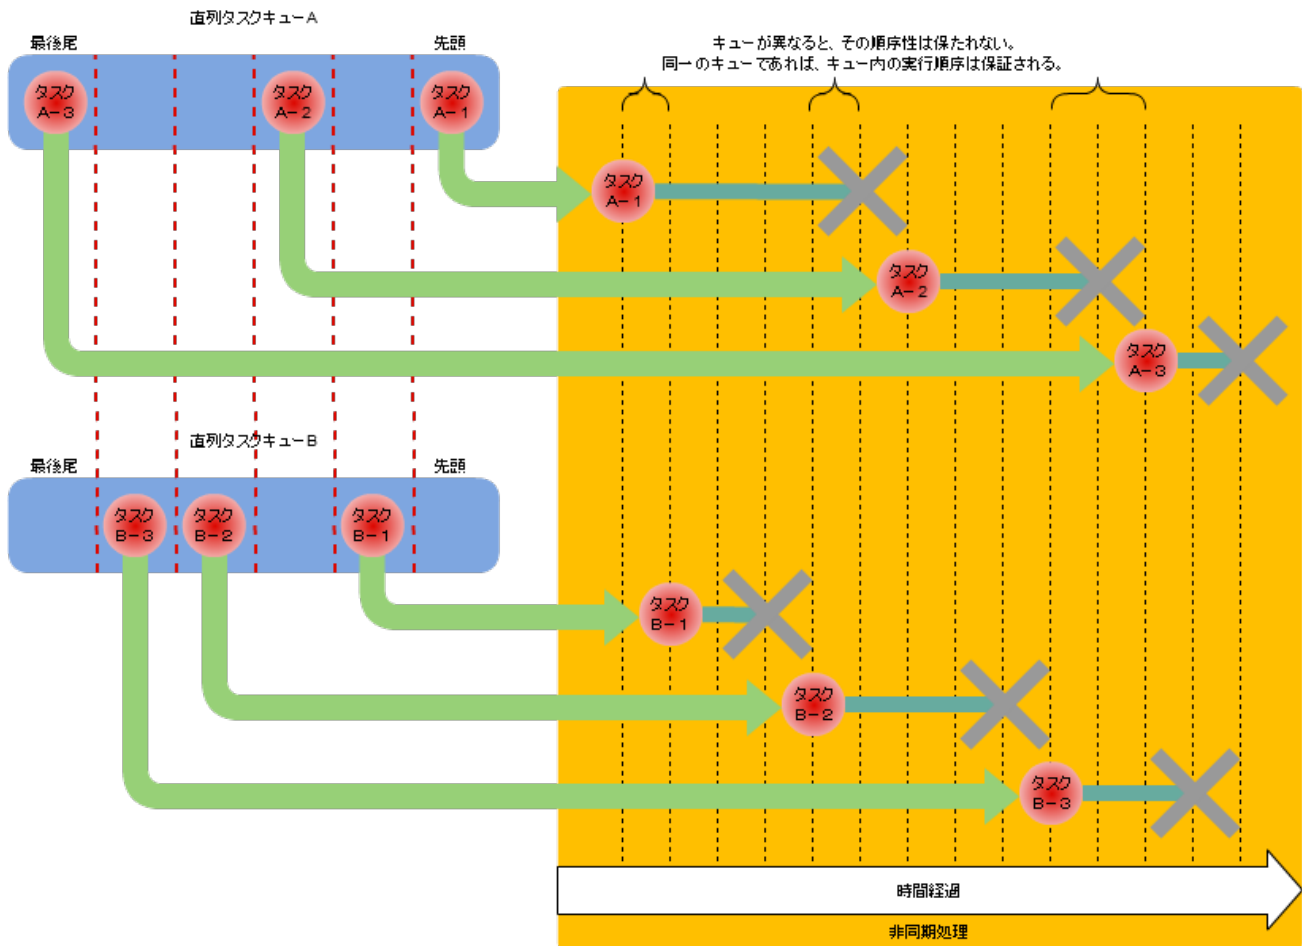 直列タスクキューA
最後尾
先頭
キューが異なると、その順序性は保たれない。
同一のキューであれば、キュー内の実行順序は保証される。
タスク
A-3
タスク
A-2
タスク
A-1
タスク
A-1
タスク
A-2
タスク
A-3
直列タスクキューB
最後尾
先頭
タスク
B-3
タスク
B-2
タスク
B-1
タスク
B-1
タスク
B-2
タスク
B-3
時間経過
非同期処理